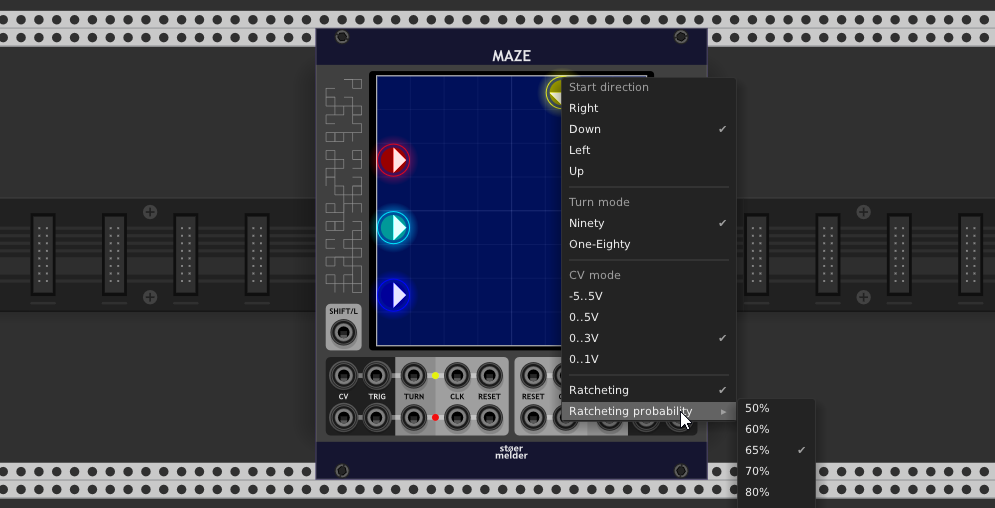 MAZE
Start direction
Right
Down ✔
Left
Up
Turn mode
Ninety ✔
One-Eighty
CV mode
-5..5V
0..5V
0..3V ✔
0..1V
Ratcheting ✔
Ratcheting probability
50%
60%
65% ✔
70%
80%
SHIFT/L
CV TRIG TURN CLK RESET RESET
støer
melder